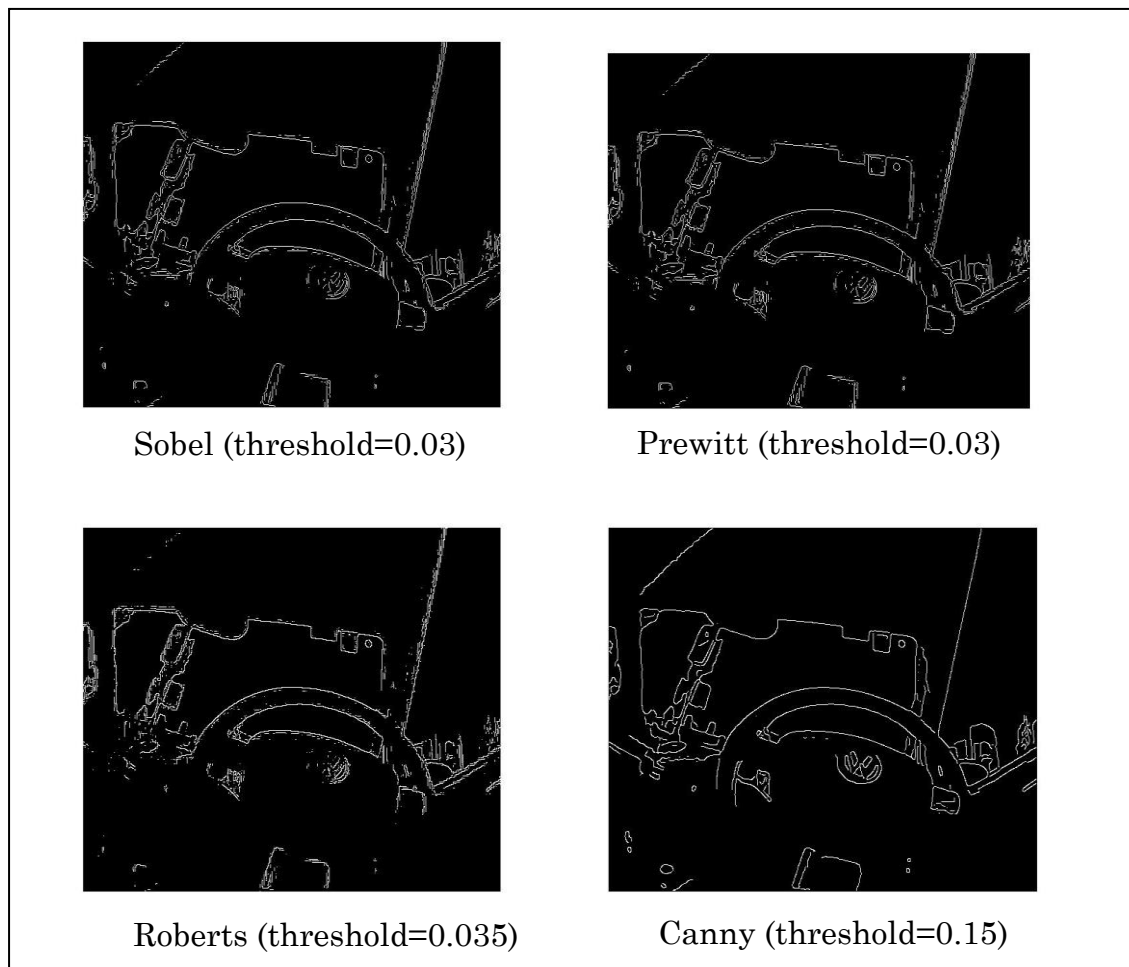 Sobel (threshold=0.03)
Prewitt (threshold=0.03)
Roberts (threshold=0.035)
Canny (threshold=0.15)